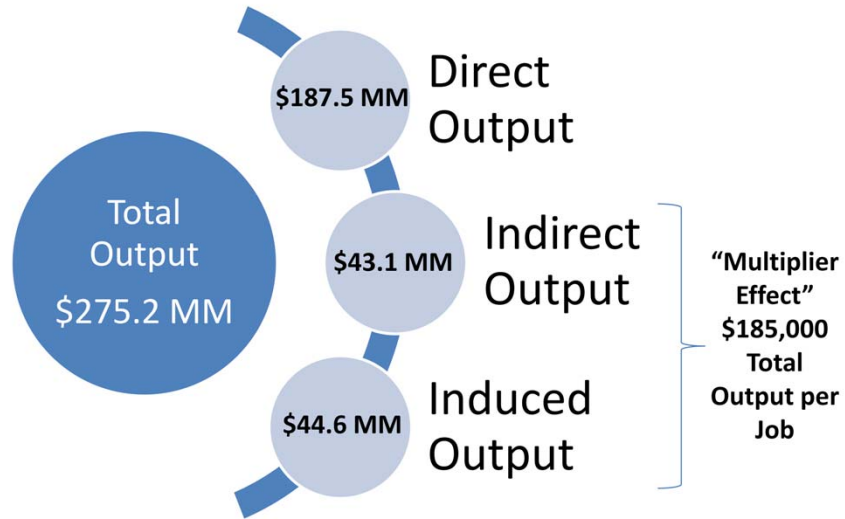 Total
Output
$275.2 MM
$187.5 MM
Direct
Output
$43.1 MM
Indirect
Output
$44.6 MM
Induced
Output
“Multiplier
Effect”
$185,000
Total
Output per
Job